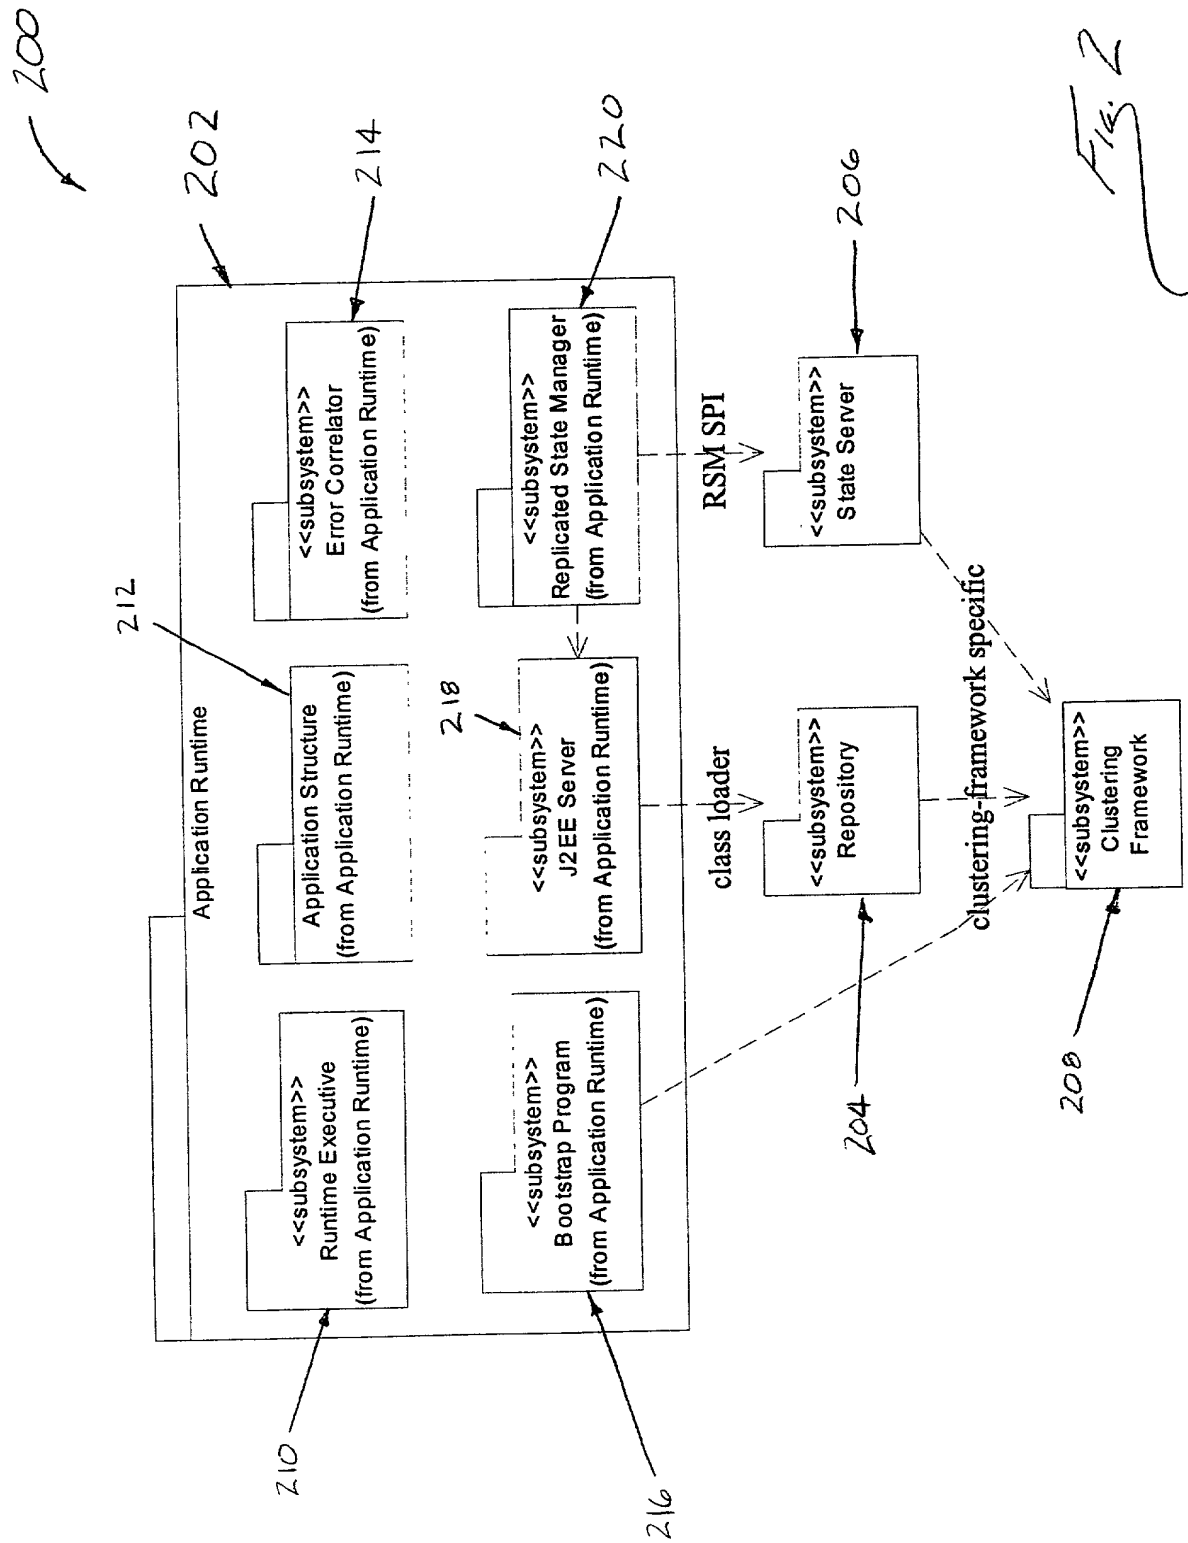 200
202
Application Runtime
210
<<subsystem>>
Runtime Executive
(from Application Runtime)
212
Application Structure
(from Application Runtime)
214
<<subsystem>>
Error Correlator
(from Application Runtime)
216
<<subsystem>>
Bootstrap Program
(from Application Runtime)
218
<<subsystem>>
J2EE Server
(from Application Runtime)
220
<<subsystem>>
Replicated State Manager
(from Application Runtime)
class loader
RSM SPI
204
<<subsystem>>
Repository
206
<<subsystem>>
State Server
clustering-framework specific
208
<<subsystem>>
Clustering
Framework
Fig. 2